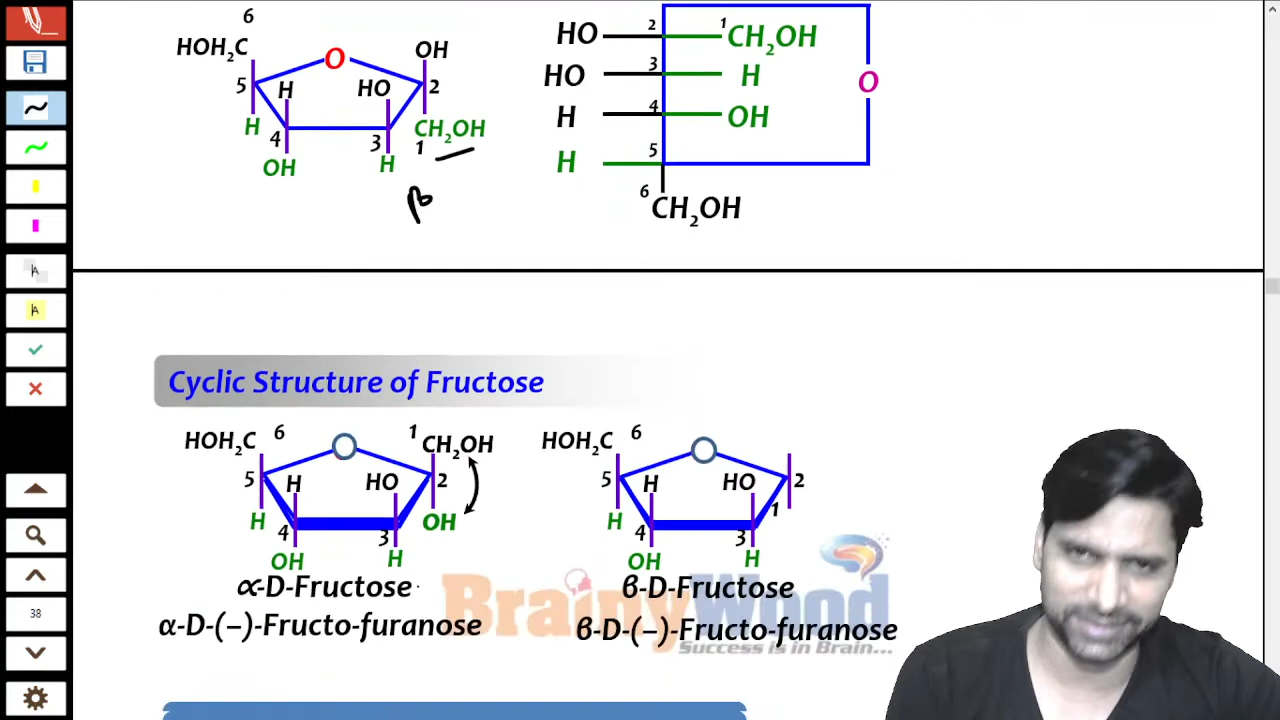 6
HOH2C
O
OH
5
H
HO
2
H
4
3
CH2OH
1
OH
H
β
HO
2
1
CH2OH
HO
3
H
O
H
4
OH
H
5
6
CH2OH
Cyclic Structure of Fructose
HOH2C
6
1
CH2OH
5
H
HO
2
H
4
3
OH
OH
H
α-D-Fructose
α-D-(−)-Fructo-furanose
HOH2C
6
5
H
HO
2
H
4
3
1
OH
H
β-D-Fructose
β-D-(−)-Fructo-furanose
BrainyWood
Success is in Brain...
A
A
38